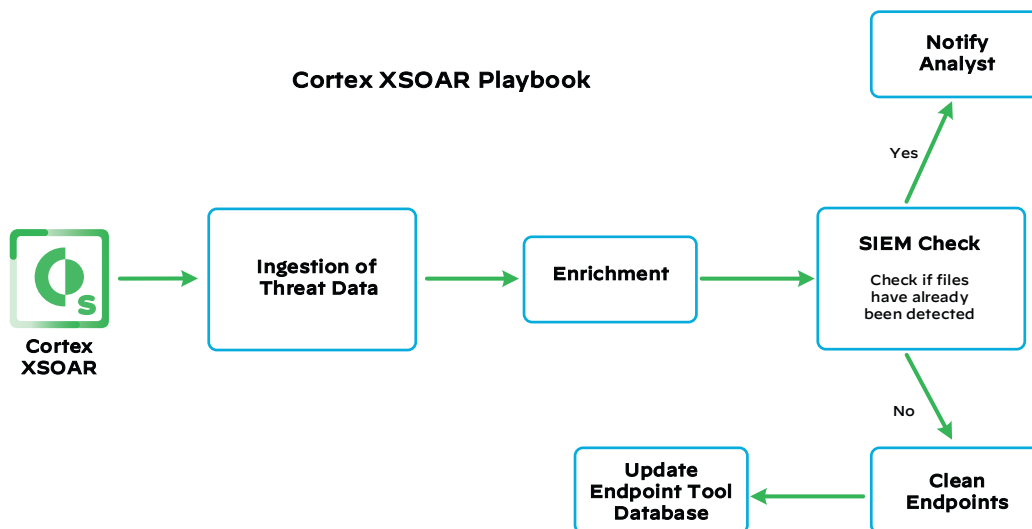 Notify
Analyst
Cortex XSOAR Playbook
Yes
Ingestion of
Threat Data
Enrichment
SIEM Check
Check if files
have already
been detected
S
Cortex
XSOAR
No
Update
Endpoint Tool
Database
Clean
Endpoints